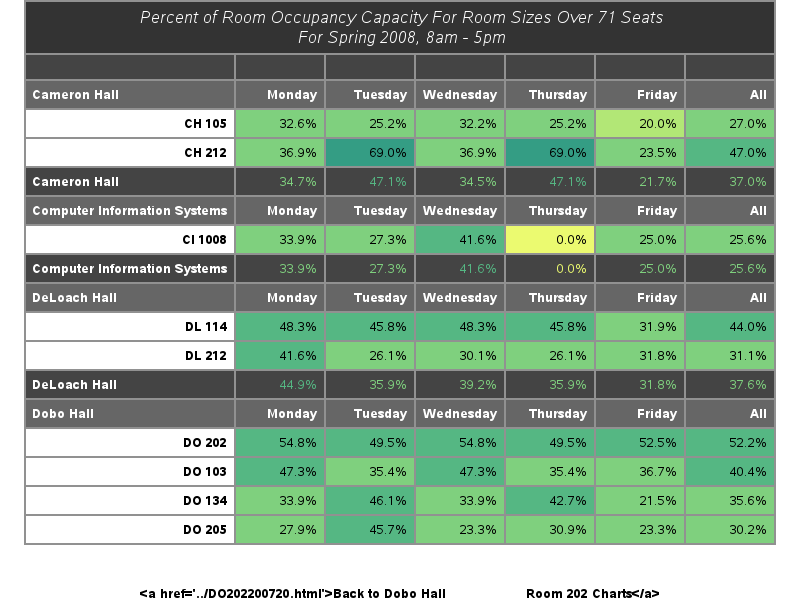 Percent of Room Occupancy Capacity For Room Sizes Over 71 Seats
For Spring 2008, 8am - 5pm
Cameron Hall Monday Tuesday Wednesday Thursday Friday All
CH 105 32.6% 25.2% 32.2% 25.2% 20.0% 27.0%
CH 212 36.9% 69.0% 36.9% 69.0% 23.5% 47.0%
Cameron Hall 34.7% 47.1% 34.5% 47.1% 21.7% 37.0%
Computer Information Systems Monday Tuesday Wednesday Thursday Friday All
CI 1008 33.9% 27.3% 41.6% 0.0% 25.0% 25.6%
Computer Information Systems 33.9% 27.3% 41.6% 0.0% 25.0% 25.6%
DeLoach Hall Monday Tuesday Wednesday Thursday Friday All
DL 114 48.3% 45.8% 48.3% 45.8% 31.9% 44.0%
DL 212 41.6% 26.1% 30.1% 26.1% 31.8% 31.1%
DeLoach Hall 44.9% 35.9% 39.2% 35.9% 31.8% 37.6%
Dobo Hall Monday Tuesday Wednesday Thursday Friday All
DO 202 54.8% 49.5% 54.8% 49.5% 52.5% 52.2%
DO 103 47.3% 35.4% 47.3% 35.4% 36.7% 40.4%
DO 134 33.9% 46.1% 33.9% 42.7% 21.5% 35.6%
DO 205 27.9% 45.7% 23.3% 30.9% 23.3% 30.2%
<a href='../DO202200720.html'>Back to Dobo Hall Room 202 Charts</a>